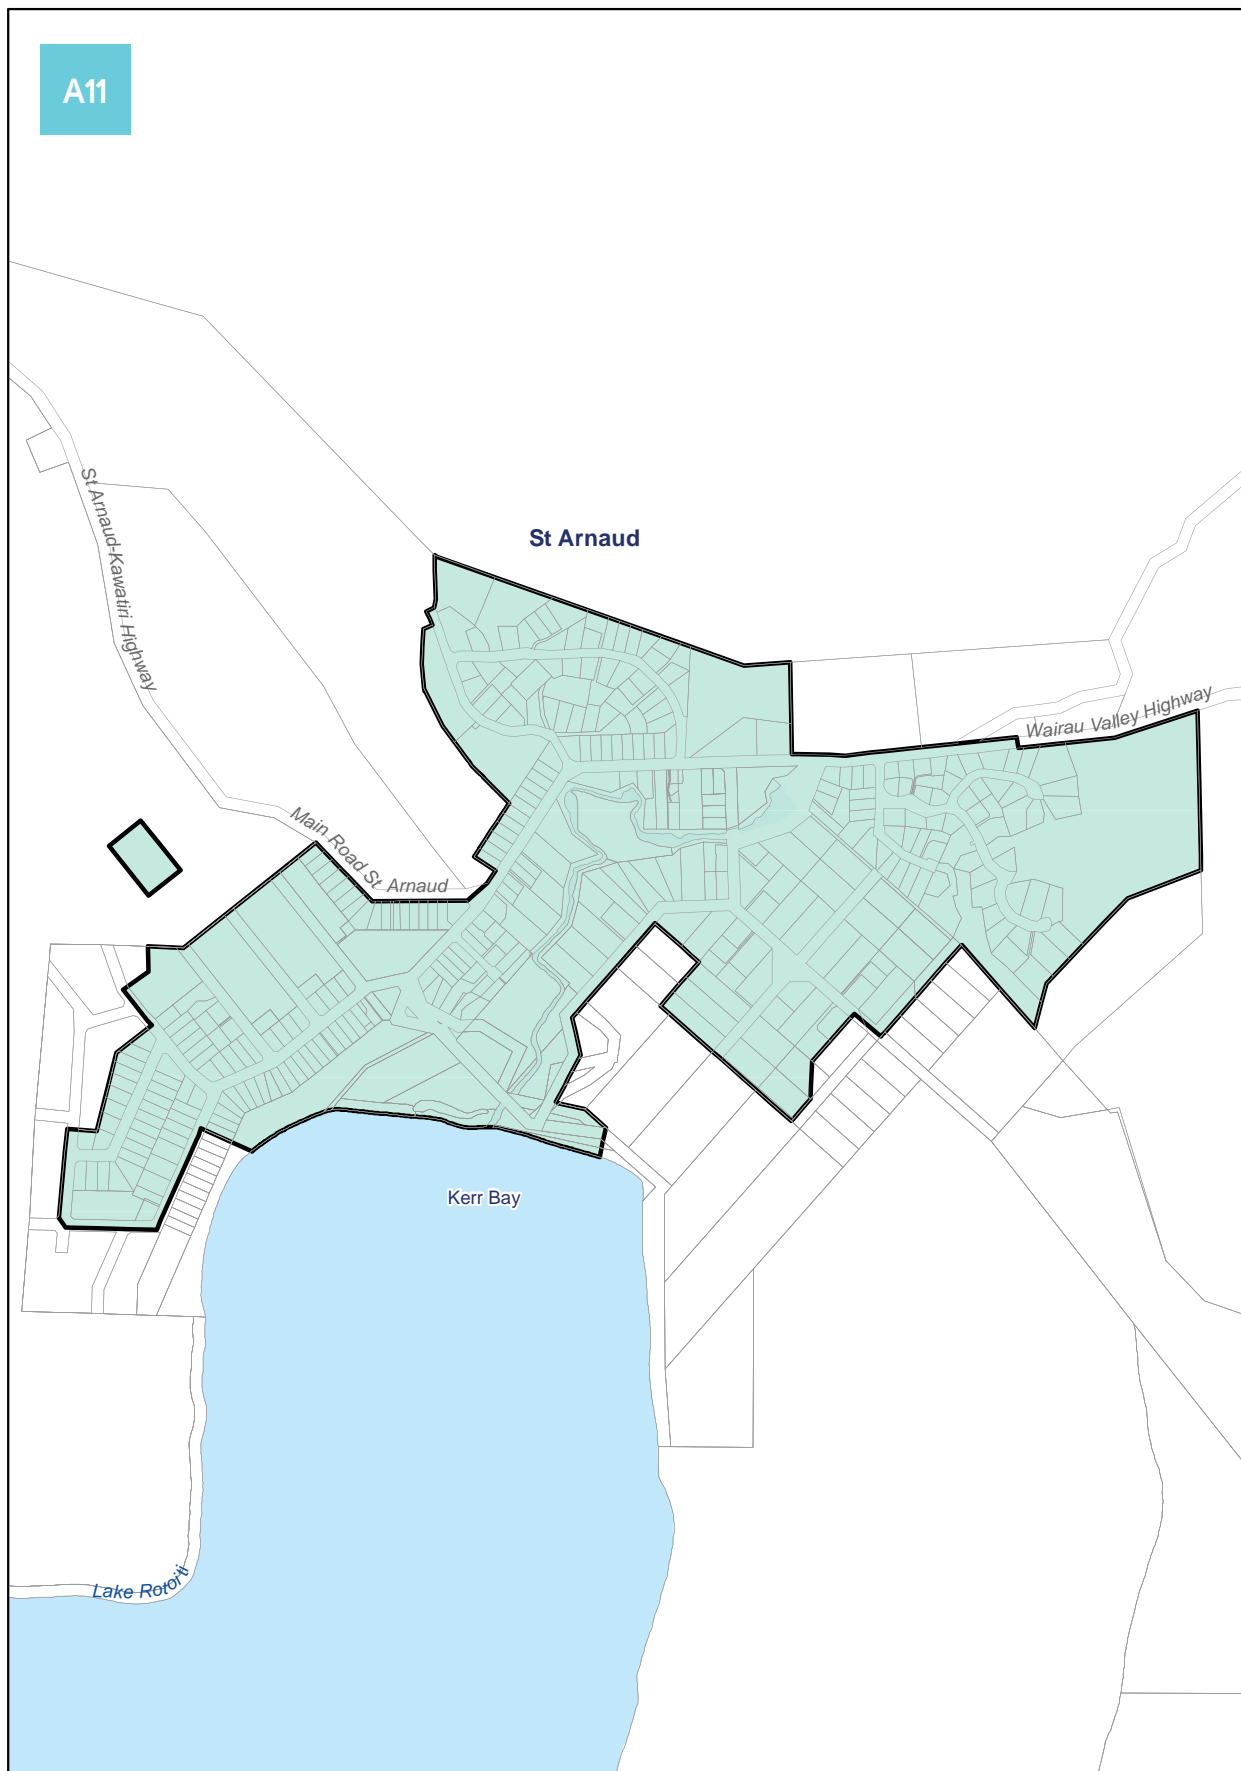 A11
St Arnaud-Kawatiri Highway
St Arnaud
Wairau Valley Highway
Main Road St Arnaud
Kerr Bay
Lake Rotoiti